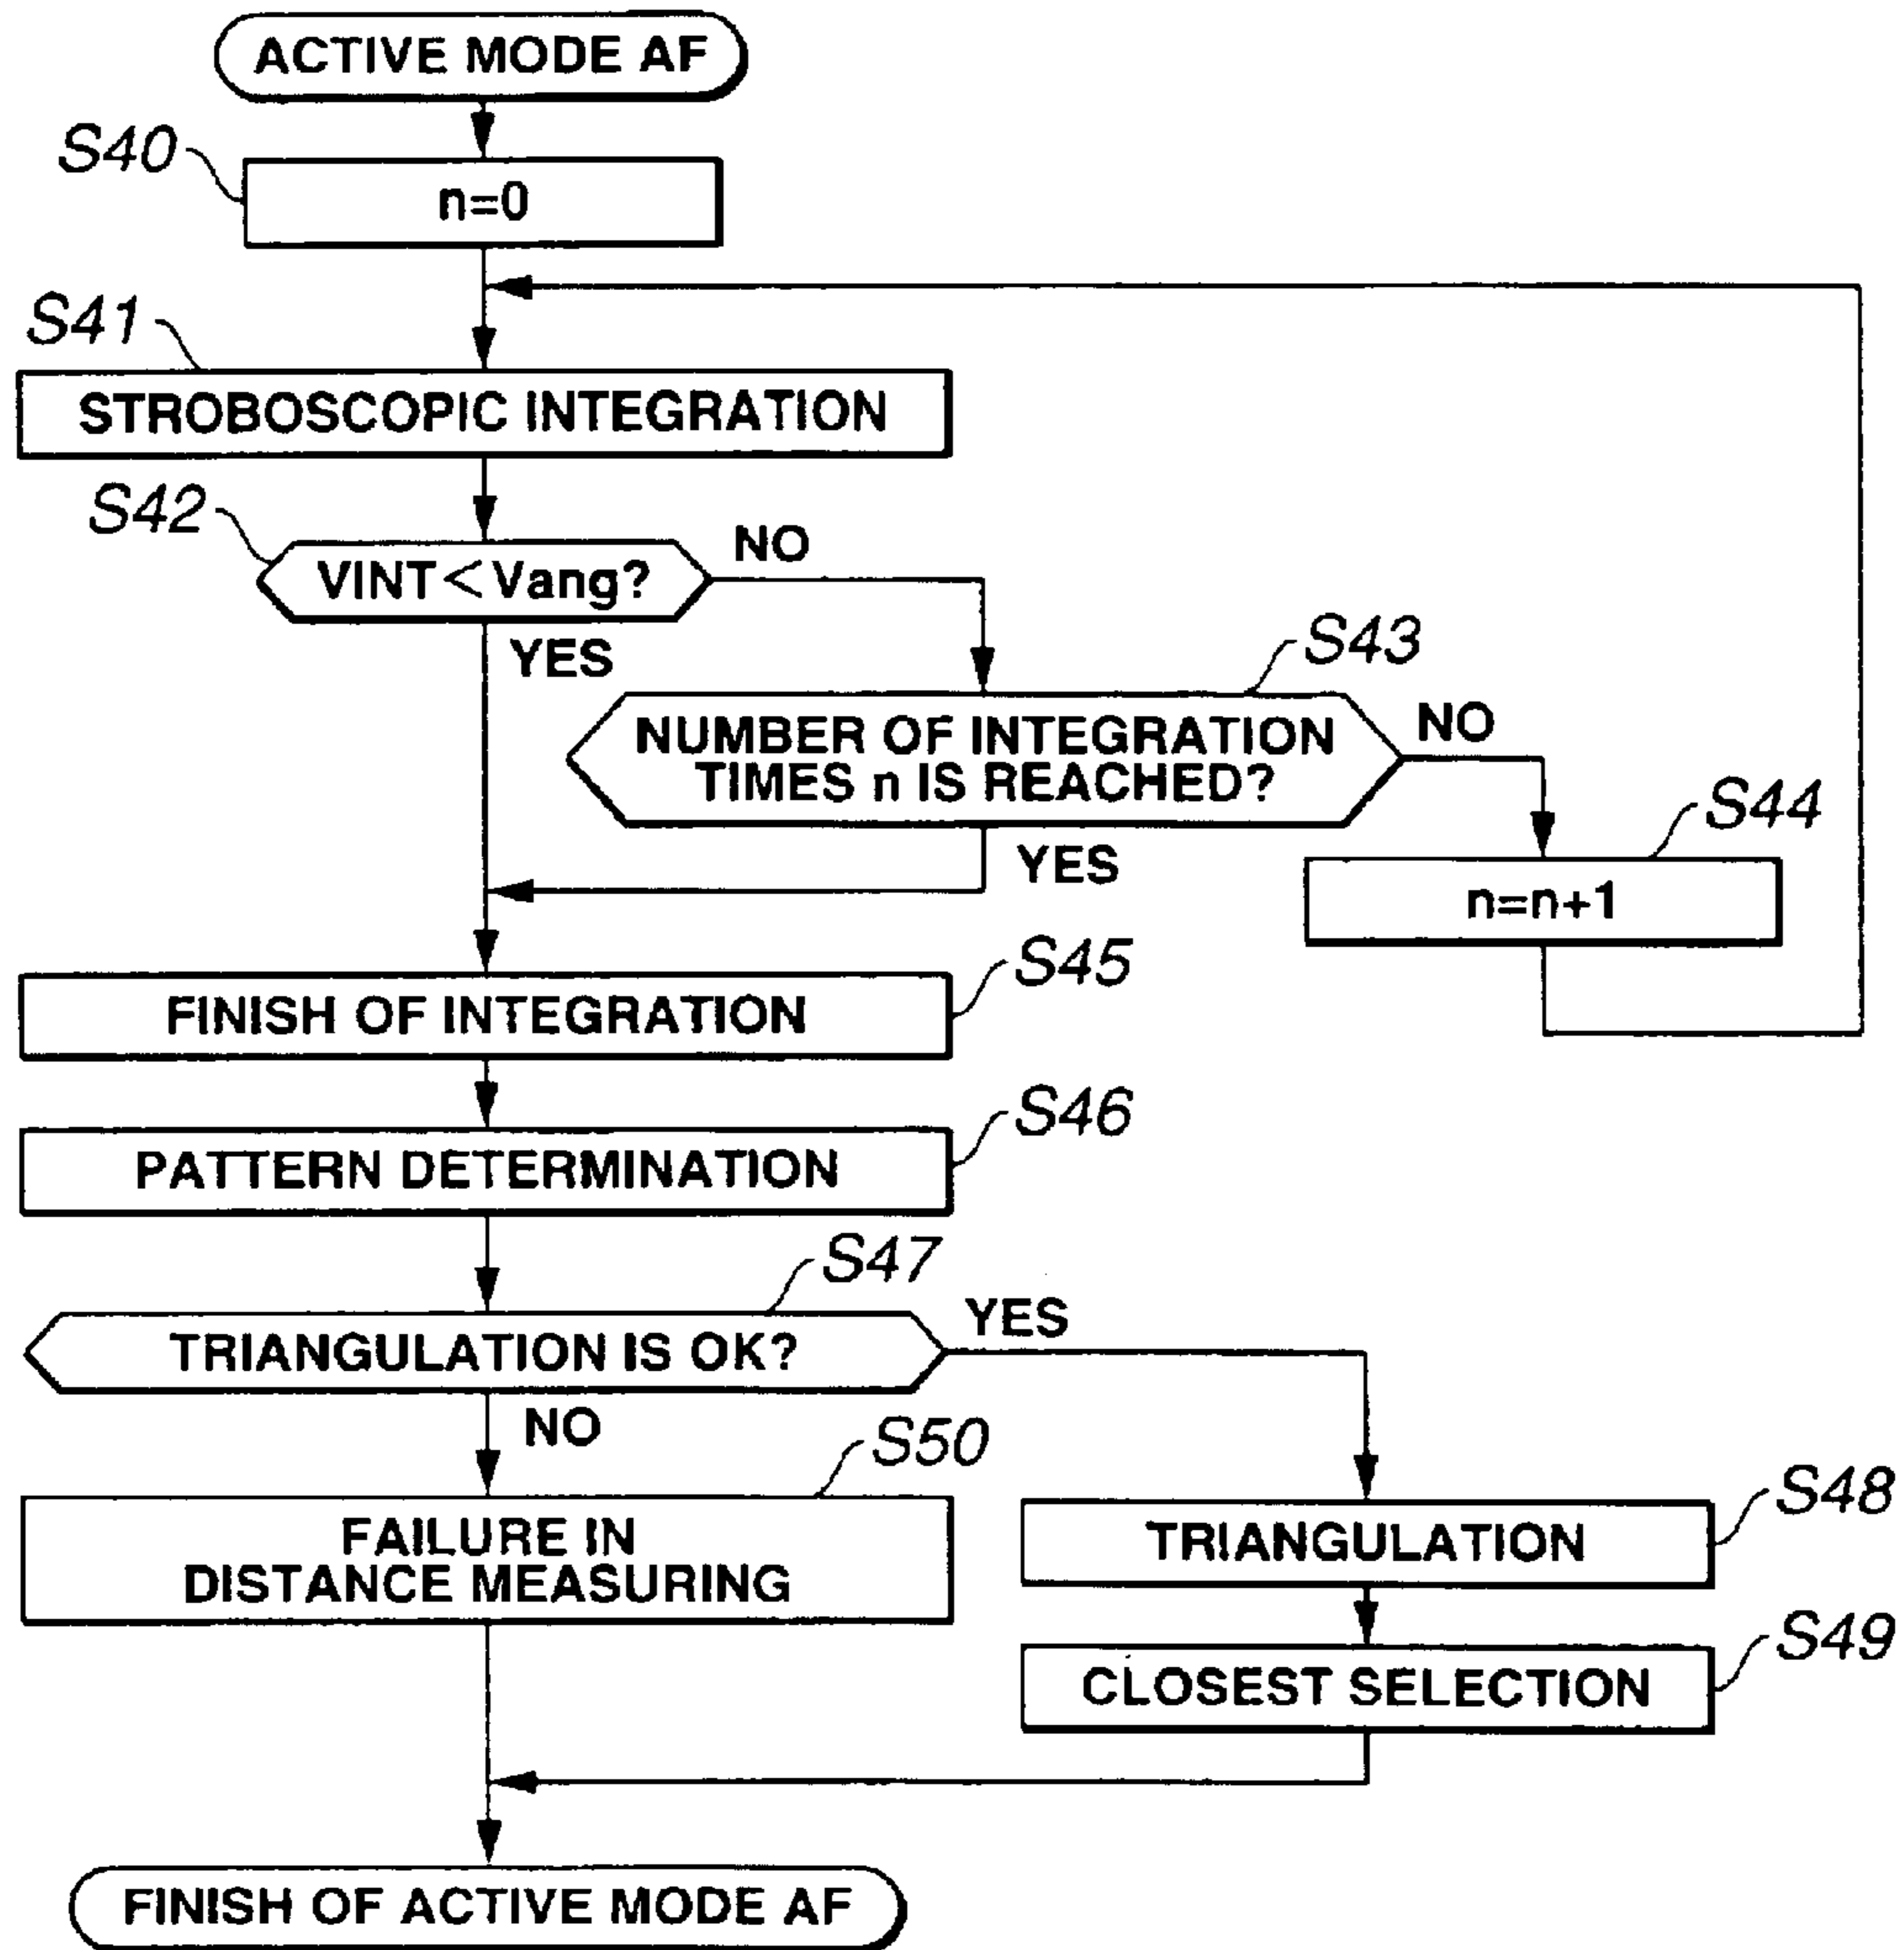 ACTIVE MODE AF
S40
n=0
S41
STROBOSCOPIC INTEGRATION
S42
VINT<Vang?
NO
YES
S43
NUMBER OF INTEGRATION
TIMES n IS REACHED?
NO
YES
S44
n=n+1
S45
FINISH OF INTEGRATION
S46
PATTERN DETERMINATION
S47
TRIANGULATION IS OK?
YES
NO
S50
FAILURE IN
DISTANCE MEASURING
S48
TRIANGULATION
S49
CLOSEST SELECTION
FINISH OF ACTIVE MODE AF